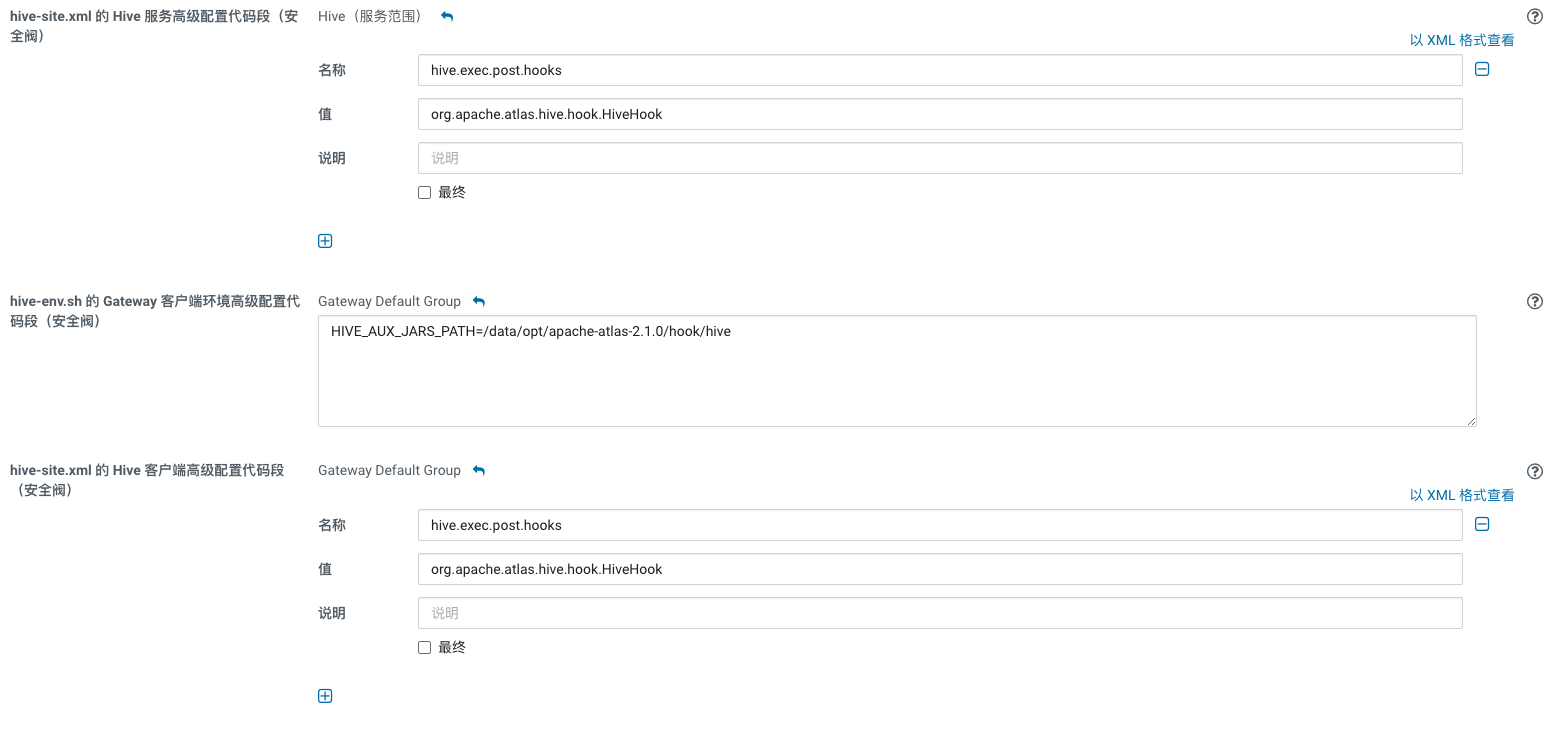 hive-site.xml 的 Hive 服务高级配置代码段（安全阀）
Hive（服务范围）
以 XML 格式查看
名称
hive.exec.post.hooks
值
org.apache.atlas.hive.hook.HiveHook
说明
说明
最终
hive-env.sh 的 Gateway 客户端环境高级配置代码段（安全阀）
Gateway Default Group
HIVE_AUX_JARS_PATH=/data/opt/apache-atlas-2.1.0/hook/hive
hive-site.xml 的 Hive 客户端高级配置代码段（安全阀）
Gateway Default Group
以 XML 格式查看
名称
hive.exec.post.hooks
值
org.apache.atlas.hive.hook.HiveHook
说明
说明
最终